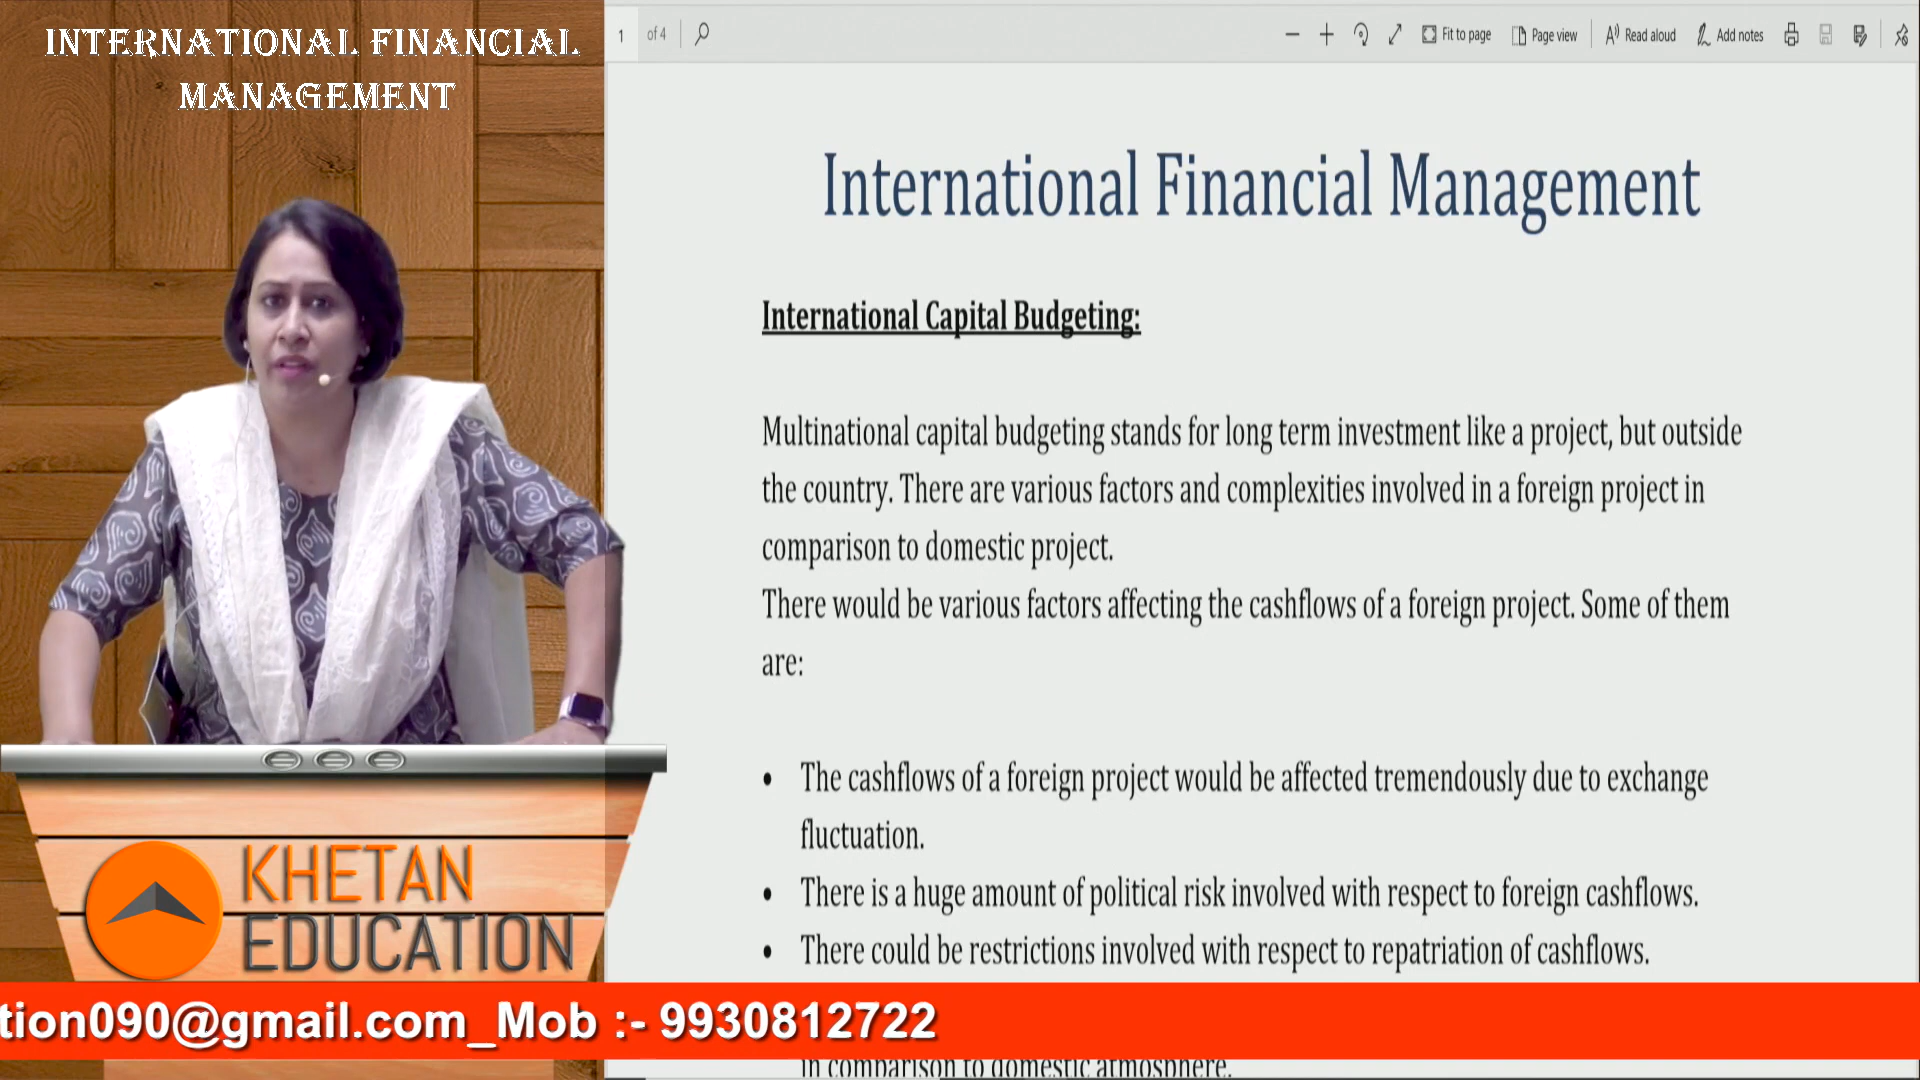 INTERNATIONAL FINANCIAL
MANAGEMENT
1 of 4
Fit to page
Page view
Read aloud
Add notes
International Financial Management
International Capital Budgeting:
Multinational capital budgeting stands for long term investment like a project, but outside
the country. There are various factors and complexities involved in a foreign project in
comparison to domestic project.
There would be various factors affecting the cashflows of a foreign project. Some of them
are:
• The cashflows of a foreign project would be affected tremendously due to exchange
fluctuation.
• There is a huge amount of political risk involved with respect to foreign cashflows.
• There could be restrictions involved with respect to repatriation of cashflows.
in comparison to domestic atmosphere.
KHETAN
EDUCATION
tion090@gmail.com_Mob :- 9930812722